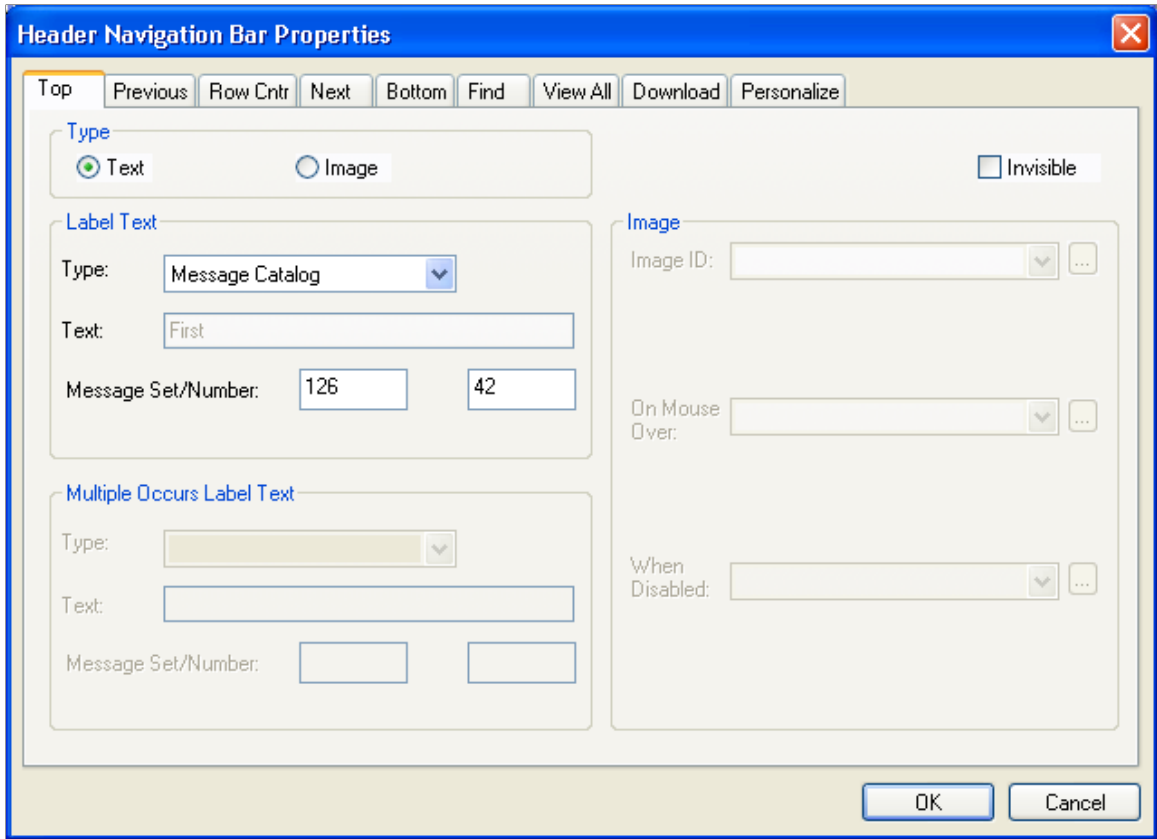 Header Navigation Bar Properties
Top Previous Row Cntr Next Bottom Find View All Download Personalize
Type
Text Image
Invisible
Label Text
Type: Message Catalog
Text: First
Message Set/Number: 126 42
Multiple Occurs Label Text
Type:
Text:
Message Set/Number:
Image
Image ID: ...
On Mouse
Over: ...
When
Disabled: ...
OK Cancel